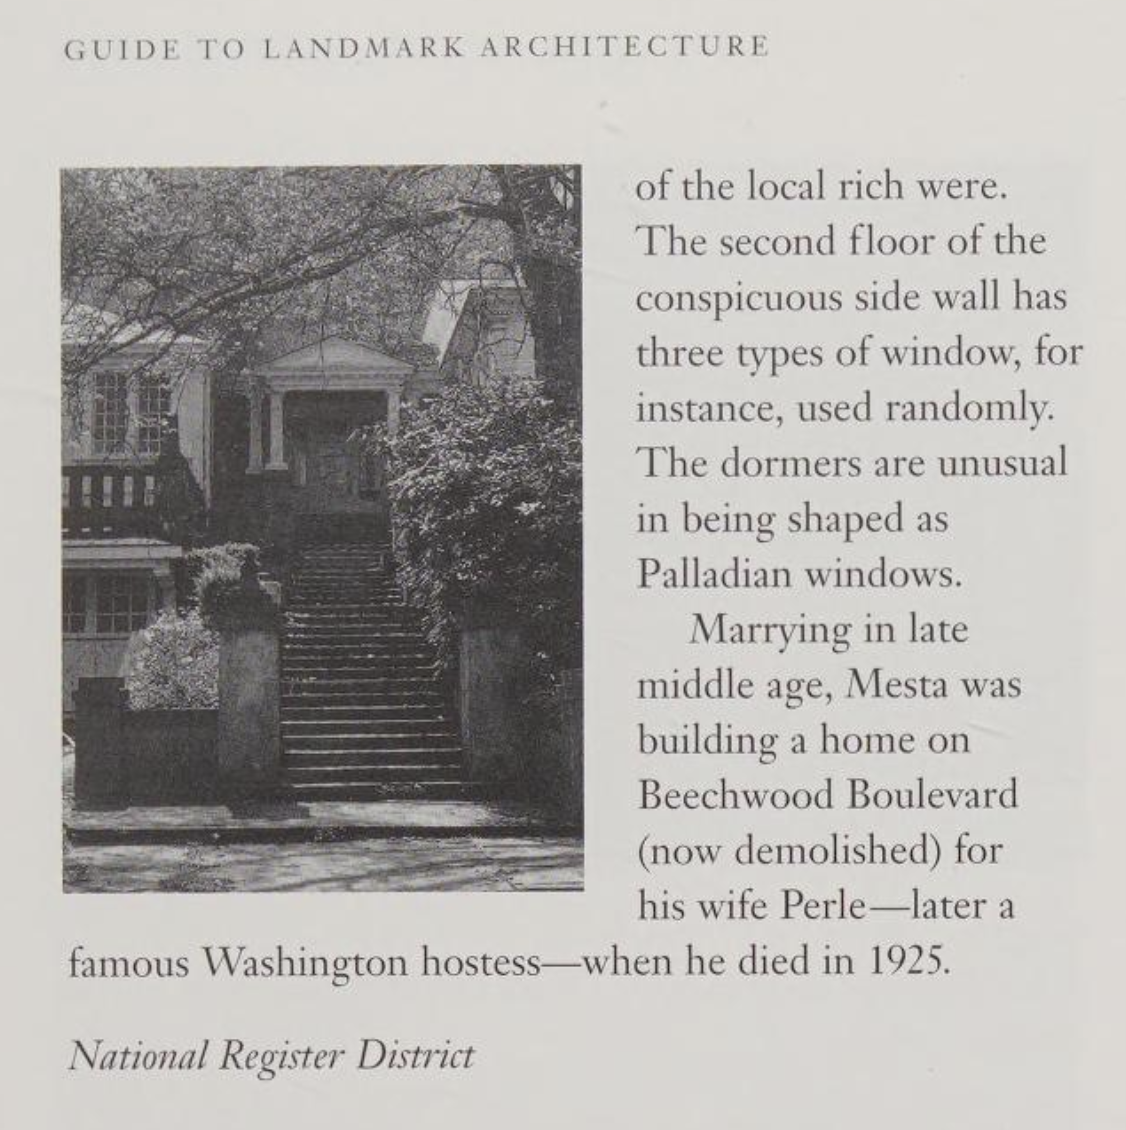 GUIDE TO LANDMARK ARCHITECTURE
of the local rich were.
The second floor of the
conspicuous side wall has
three types of window, for
instance, used randomly.
The dormers are unusual
in being shaped as
Palladian windows.
Marrying in late
middle age, Mesta was
building a home on
Beechwood Boulevard
(now demolished) for
his wife Perle—later a
famous Washington hostess—when he died in 1925.
National Register District